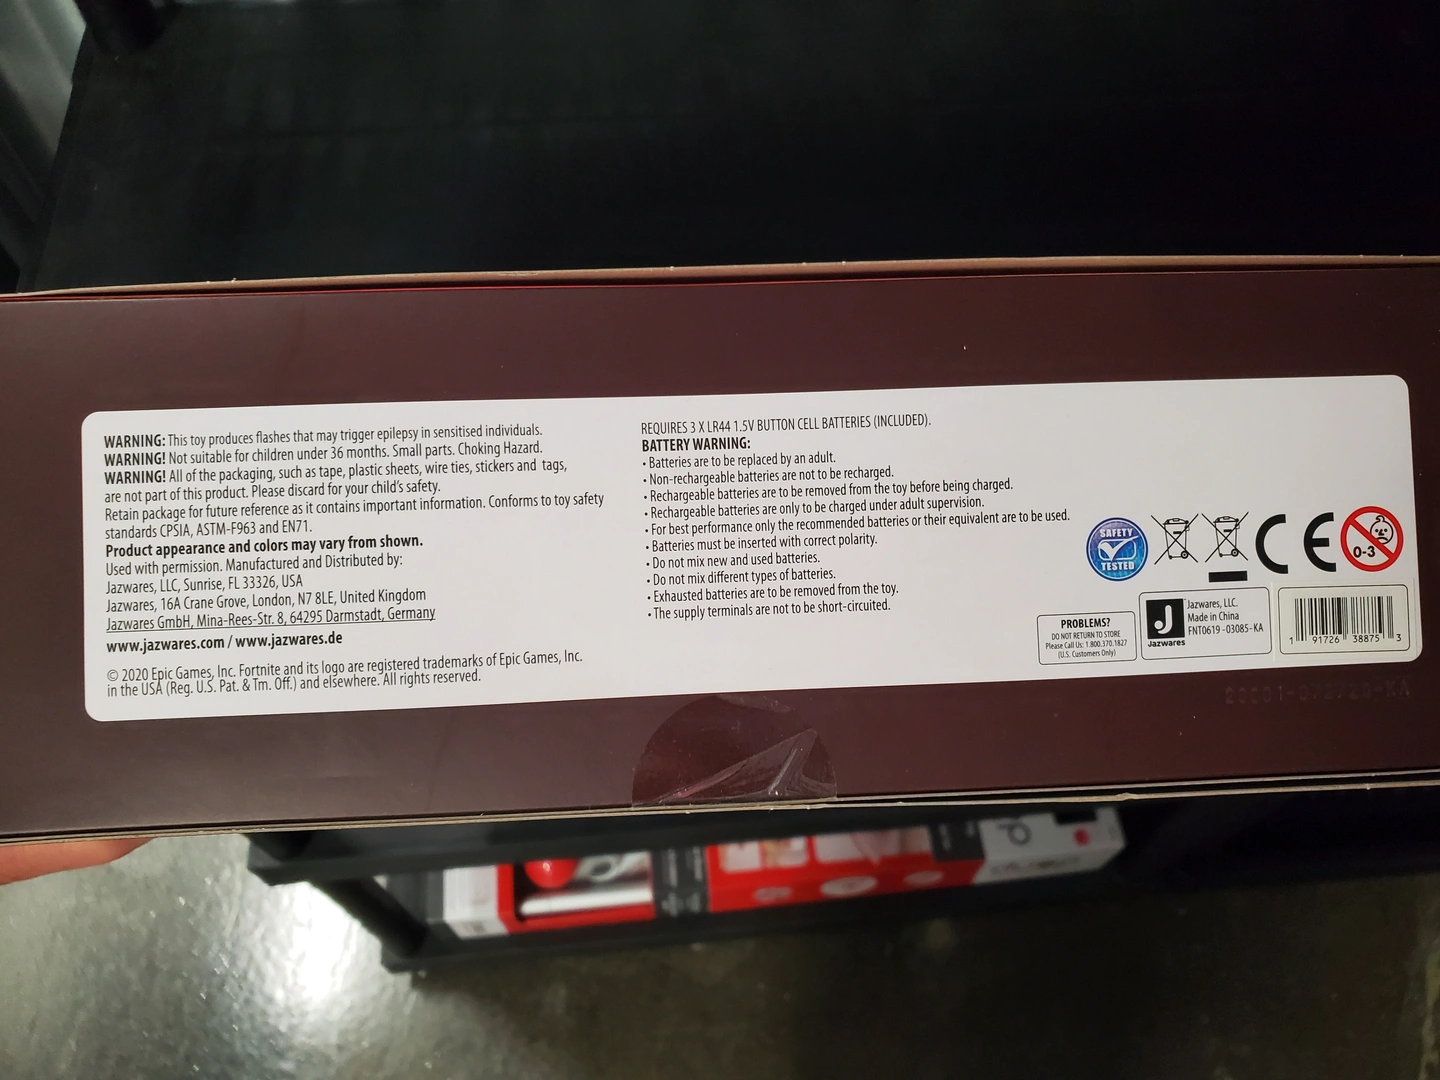 WARNING: This toy produces flashes that may trigger epilepsy in sensitised individuals.
WARNING! Not suitable for children under 36 months. Small parts. Choking Hazard.
WARNING! All of the packaging, such as tape, plastic sheets, wire ties, stickers and tags,
are not part of this product. Please discard for your child's safety.
Retain package for future reference as it contains important information. Conforms to toy safety
standards CPSIA, ASTM-F963 and EN71.
Product appearance and colors may vary from shown.
Used with permission. Manufactured and Distributed by:
Jazwares, LLC, Sunrise, FL 33326, USA
Jazwares, 16A Crane Grove, London, N7 8LE, United Kingdom
Jazwares GmbH, Mina-Rees-Str. 8, 64295 Darmstadt, Germany
www.jazwares.com / www.jazwares.de
© 2020 Epic Games, Inc. Fortnite and its logo are registered trademarks of Epic Games, Inc.
in the USA (Reg. U.S. Pat. & Tm. Off.) and elsewhere. All rights reserved.
REQUIRES 3 X LR44 1.5V BUTTON CELL BATTERIES (INCLUDED).
BATTERY WARNING:
• Batteries are to be replaced by an adult.
• Non-rechargeable batteries are not to be recharged.
• Rechargeable batteries are to be removed from the toy before being charged.
• Rechargeable batteries are only to be charged under adult supervision.
• For best performance only the recommended batteries or their equivalent are to be used.
• Batteries must be inserted with correct polarity.
• Do not mix new and used batteries.
• Do not mix different types of batteries.
• Exhausted batteries are to be removed from the toy.
• The supply terminals are not to be short-circuited.
SAFETY
TESTED
CE
0-3
PROBLEMS?
DO NOT RETURN TO STORE
Please Call Us: 1.800.370.1827
(U.S. Customers Only)
J
Jazwares
Jazwares, LLC.
Made in China
FNT0619-03085-KA
1 91726 38875 3